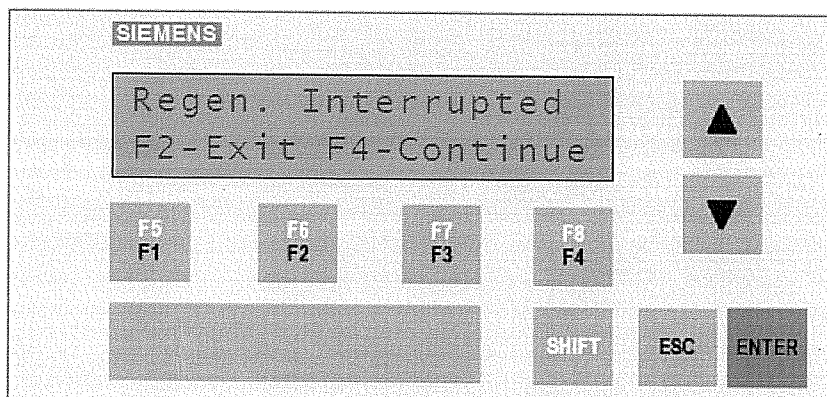 SIEMENS
Regen. Interrupted
F2-Exit F4-Continue
F5 F6 F7 F8
F1 F2 F3 F4
SHIFT ESC ENTER